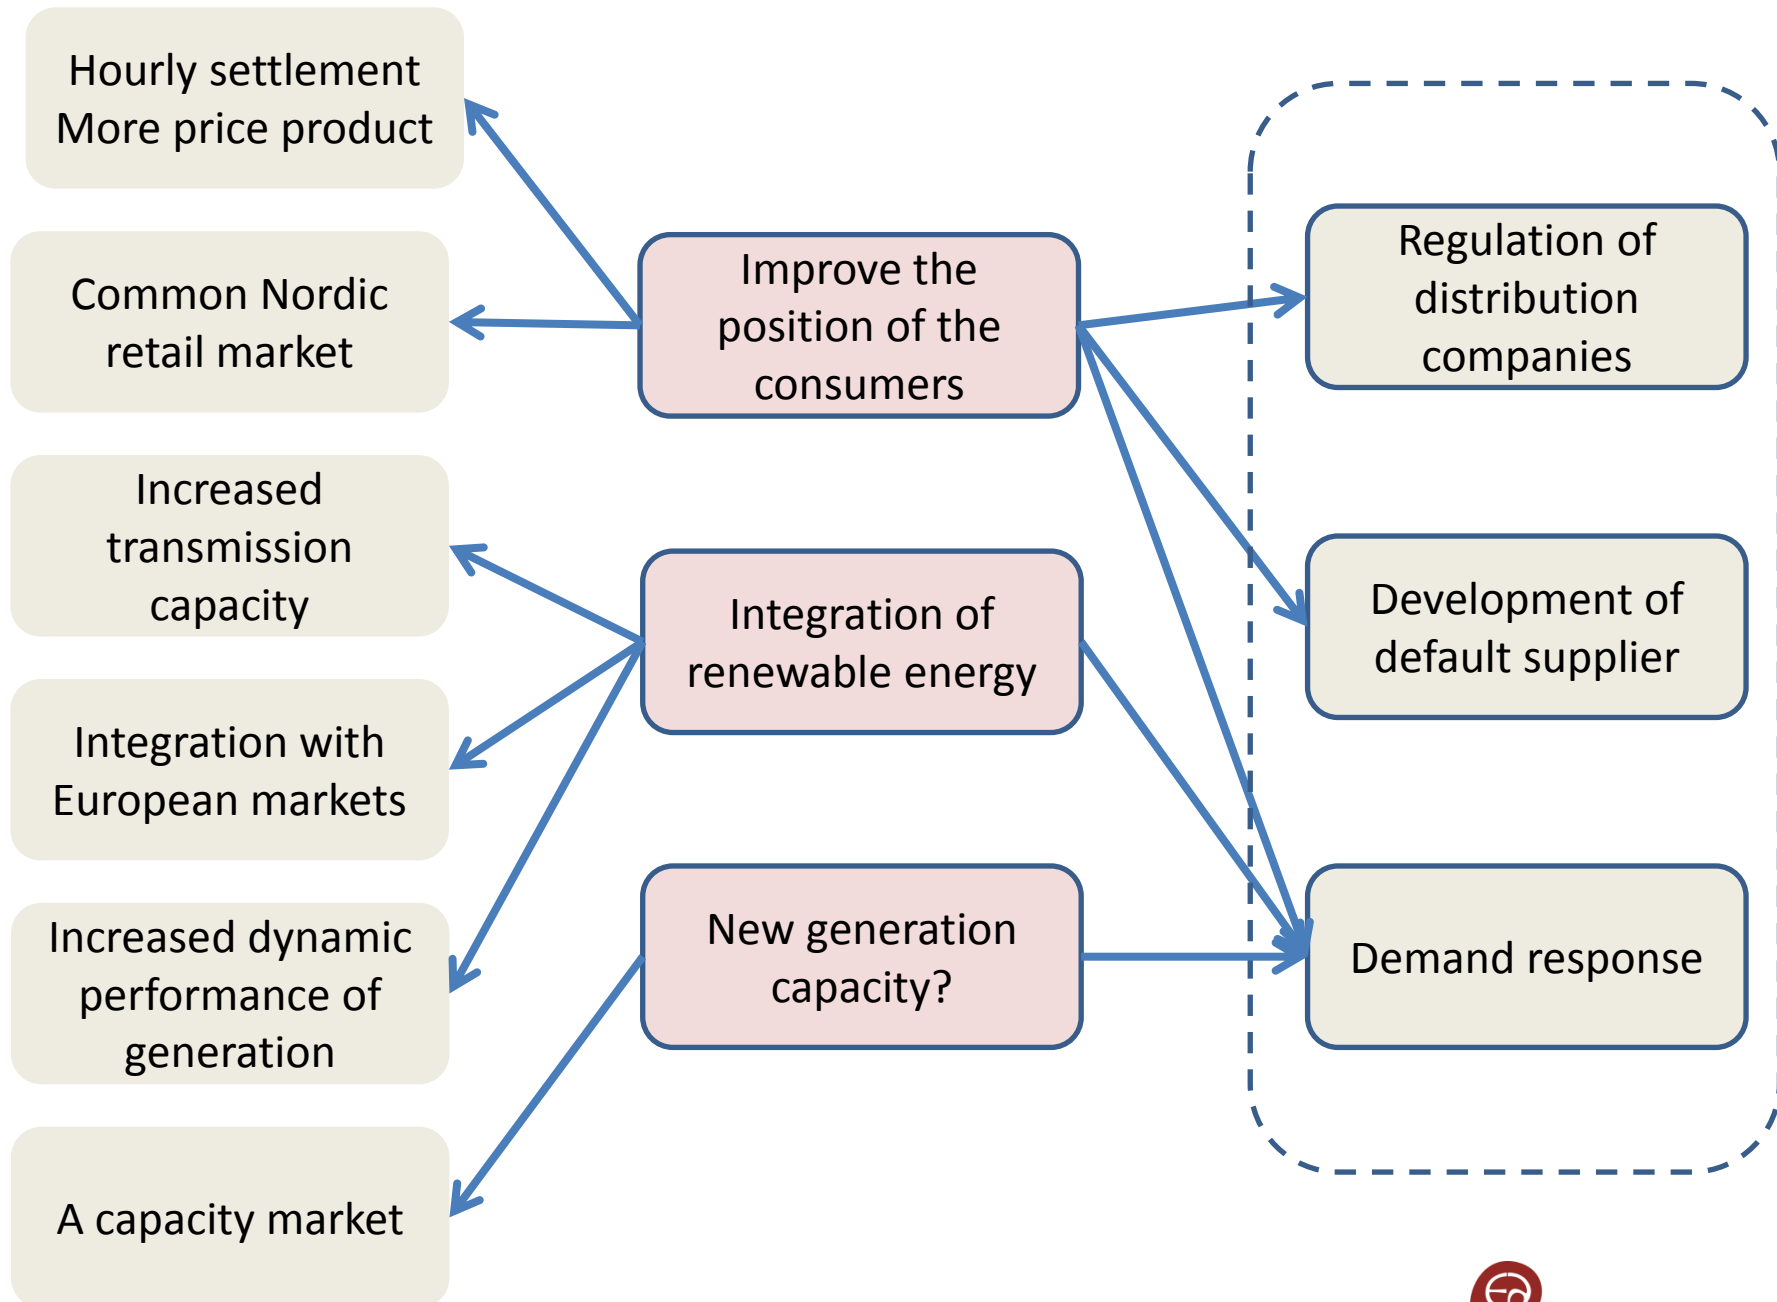 Hourly settlement
More price product
Common Nordic
retail market
Increased
transmission
capacity
Integration with
European markets
Increased dynamic
performance of
generation
A capacity market
Improve the
position of the
consumers
Integration of
renewable energy
New generation
capacity?
Regulation of
distribution
companies
Development of
default supplier
Demand response